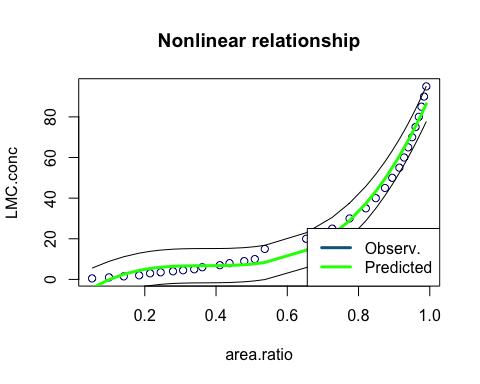 Nonlinear relationship
LMC.conc
80
60
40
20
0
Observ.
Predicted
0.2 0.4 0.6 0.8 1.0
area.ratio